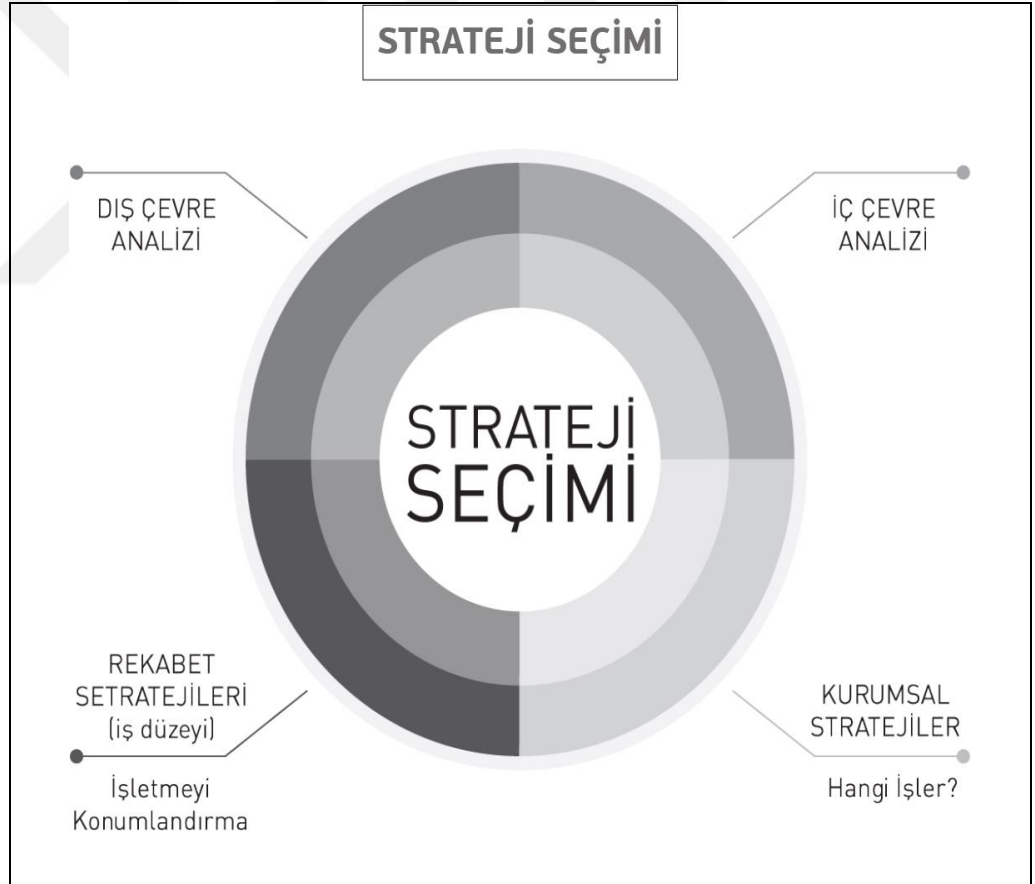 STRATEJİ SEÇİMİ
DIŞ ÇEVRE
ANALİZİ
İÇ ÇEVRE
ANALİZİ
STRATEJİ
SEÇİMİ
REKABET
SETRATEJİLERİ
(iş düzeyi)
İşletmeyi
Konumlandırma
KURUMSAL
STRATEJİLER
Hangi İşler?